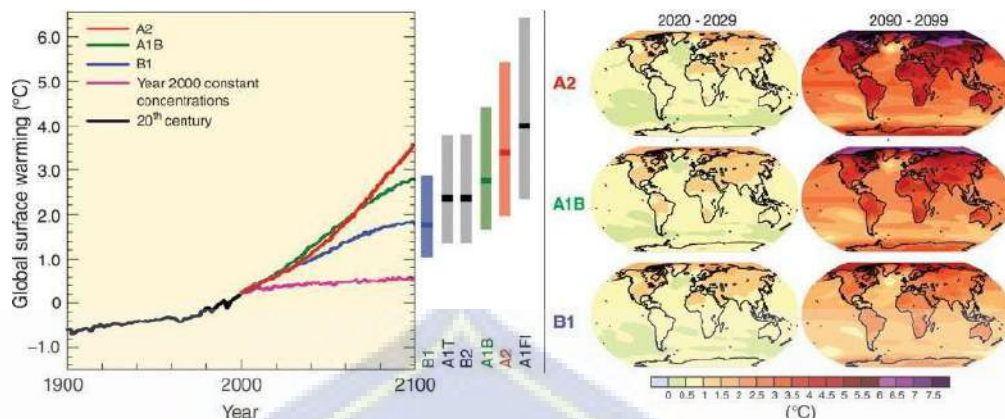 6.0
5.0
4.0
3.0
2.0
1.0
0
–1.0
Global surface warming (°C)
A2
A1B
B1
Year 2000 constant
concentrations
20th century
1900
2000
2100
Year
B1
A1T
B2
A1B
A2
A1FI
2020 - 2029
2090 - 2099
A2
A1B
B1
0 0.5 1 1.5 2 2.5 3 3.5 4 4.5 5 5.5 6 6.5 7 7.5
(°C)